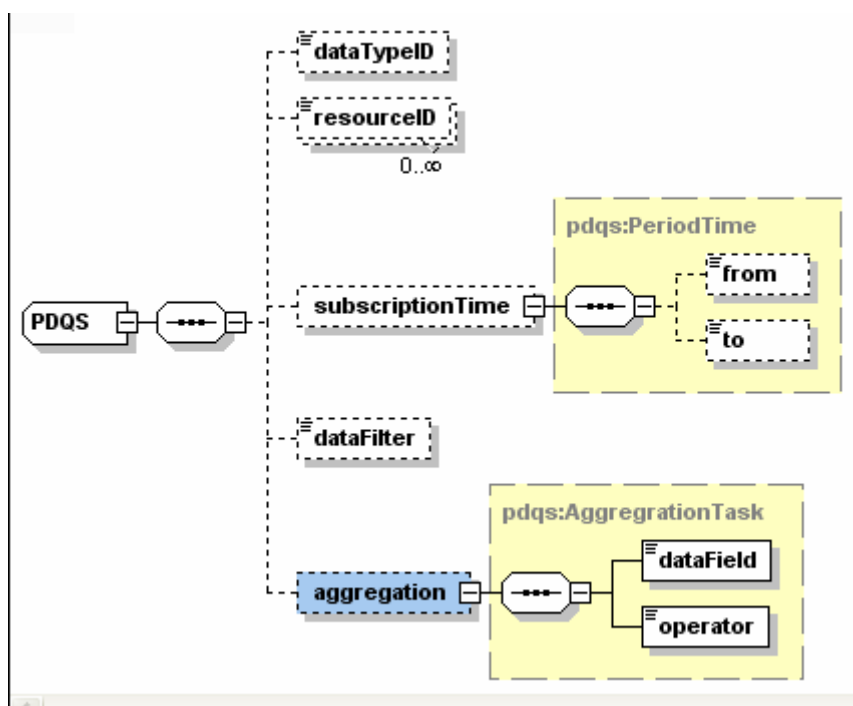 dataTypeID
resourceID
0..∞
pdqs:PeriodTime
from
PDQS
subscriptionTime
to
dataFilter
pdqs:AggregrationTask
dataField
aggregation
operator